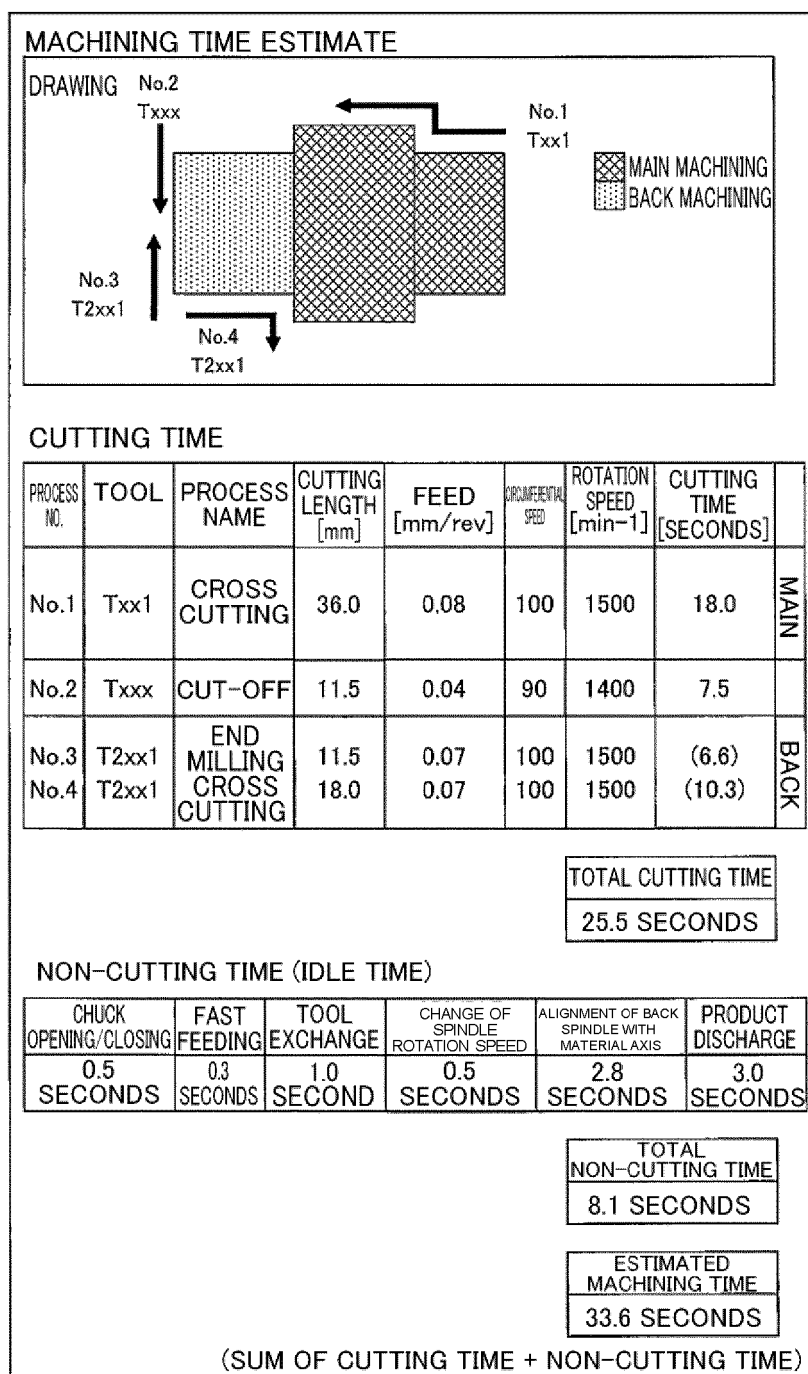 MACHINING TIME ESTIMATE
DRAWING
No.2
Txxx
No.1
Txx1
MAIN MACHINING
BACK MACHINING
No.3
T2xx1
No.4
T2xx1
CUTTING TIME
PROCESS NO. TOOL PROCESS NAME CUTTING LENGTH [mm] FEED [mm/rev] CIRCUMFERENTIAL SPEED ROTATION SPEED [min-1] CUTTING TIME [SECONDS]
No.1 Txx1 CROSS CUTTING 36.0 0.08 100 1500 18.0 MAIN
No.2 Txxx CUT-OFF 11.5 0.04 90 1400 7.5
No.3 T2xx1 END MILLING 11.5 0.07 100 1500 (6.6) BACK
No.4 T2xx1 CROSS CUTTING 18.0 0.07 100 1500 (10.3)
TOTAL CUTTING TIME
25.5 SECONDS
NON-CUTTING TIME (IDLE TIME)
CHUCK OPENING/CLOSING FAST FEEDING TOOL EXCHANGE CHANGE OF SPINDLE ROTATION SPEED ALIGNMENT OF BACK SPINDLE WITH MATERIAL AXIS PRODUCT DISCHARGE
0.5 SECONDS 0.3 SECONDS 1.0 SECOND 0.5 SECONDS 2.8 SECONDS 3.0 SECONDS
TOTAL
NON-CUTTING TIME
8.1 SECONDS
ESTIMATED
MACHINING TIME
33.6 SECONDS
(SUM OF CUTTING TIME + NON-CUTTING TIME)